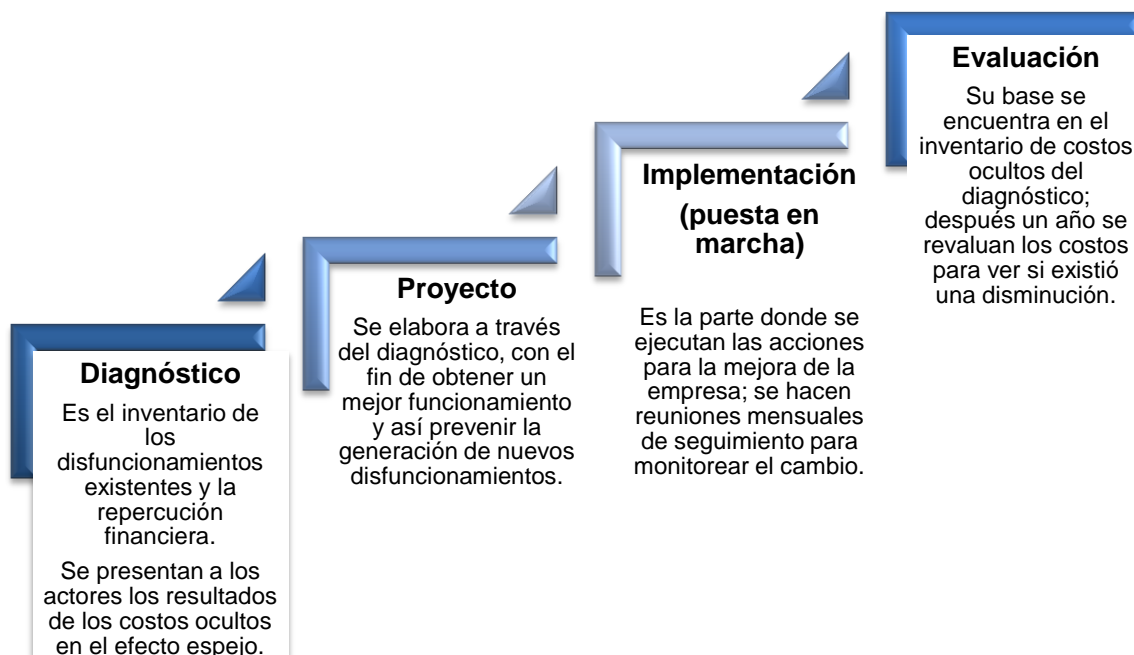 Diagnóstico
Es el inventario de
los
disfuncionamientos
existentes y la
repercución
financiera.
Se presentan a los
actores los resultados
de los costos ocultos
en el efecto espejo.
Proyecto
Se elabora a través
del diagnóstico, con el
fin de obtener un
mejor funcionamiento
y así prevenir la
generación de nuevos
disfuncionamientos.
Implementación
(puesta en
marcha)
Es la parte donde se
ejecutan las acciones
para la mejora de la
empresa; se hacen
reuniones mensuales
de seguimiento para
monitorear el cambio.
Evaluación
Su base se
encuentra en el
inventario de costos
ocultos del
diagnóstico;
después un año se
revaluan los costos
para ver si existió
una disminución.